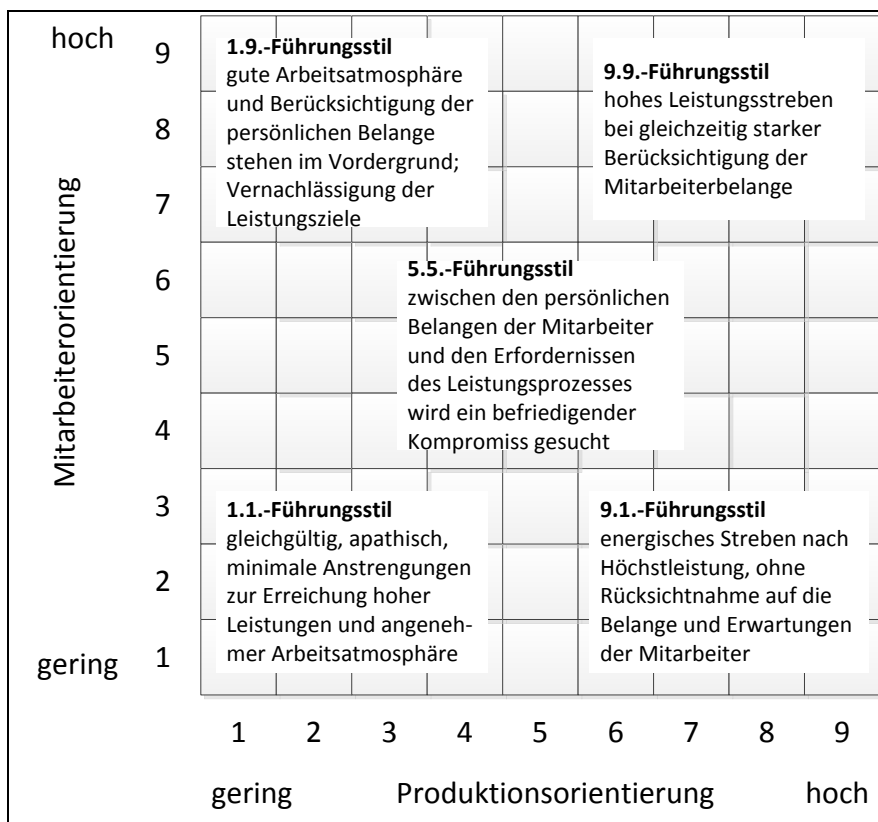 hoch
9
8
7
6
5
4
3
2
1
gering
Mitarbeiterorientierung
1.9.-Führungsstil
gute Arbeitsatmosphäre
und Berücksichtigung der
persönlichen Belange
stehen im Vordergrund;
Vernachlässigung der
Leistungsziele
9.9.-Führungsstil
hohes Leistungsstreben
bei gleichzeitig starker
Berücksichtigung der
Mitarbeiterbelange
5.5.-Führungsstil
zwischen den persönlichen
Belangen der Mitarbeiter
und den Erfordernissen
des Leistungsprozesses
wird ein befriedigender
Kompromiss gesucht
1.1.-Führungsstil
gleichgültig, apathisch,
minimale Anstrengungen
zur Erreichung hoher
Leistungen und angeneh-
mer Arbeitsatmosphäre
9.1.-Führungsstil
energisches Streben nach
Höchstleistung, ohne
Rücksichtnahme auf die
Belange und Erwartungen
der Mitarbeiter
1 2 3 4 5 6 7 8 9
gering Produktionsorientierung hoch